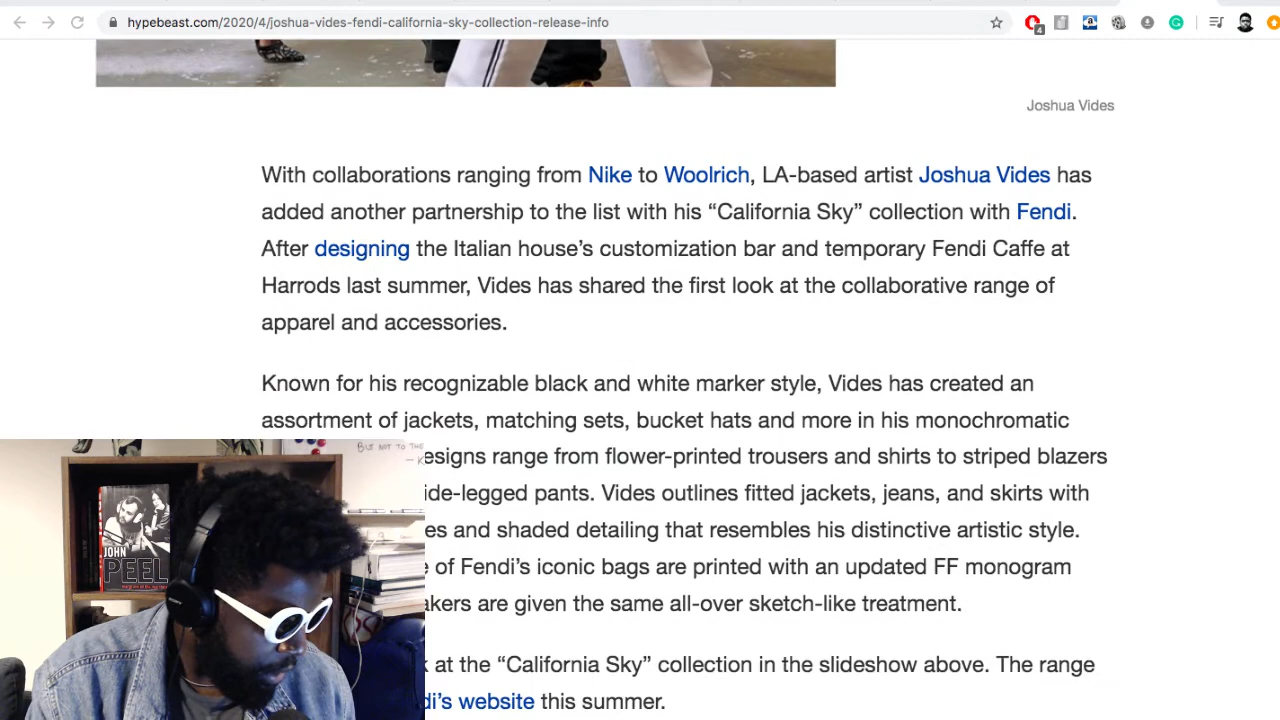 hypebeast.com/2020/4/joshua-vides-fendi-california-sky-collection-release-info
4
Joshua Vides
With collaborations ranging from Nike to Woolrich, LA-based artist Joshua Vides has
added another partnership to the list with his “California Sky” collection with Fendi.
After designing the Italian house’s customization bar and temporary Fendi Caffe at
Harrods last summer, Vides has shared the first look at the collaborative range of
apparel and accessories.
Known for his recognizable black and white marker style, Vides has created an
assortment of jackets, matching sets, bucket hats and more in his monochromatic
esigns range from flower-printed trousers and shirts to striped blazers
ide-legged pants. Vides outlines fitted jackets, jeans, and skirts with
es and shaded detailing that resembles his distinctive artistic style.
e of Fendi’s iconic bags are printed with an updated FF monogram
akers are given the same all-over sketch-like treatment.
k at the “California Sky” collection in the slideshow above. The range
di’s website this summer.
BUT NOT TO THE
JOHN
PEEL
SONY